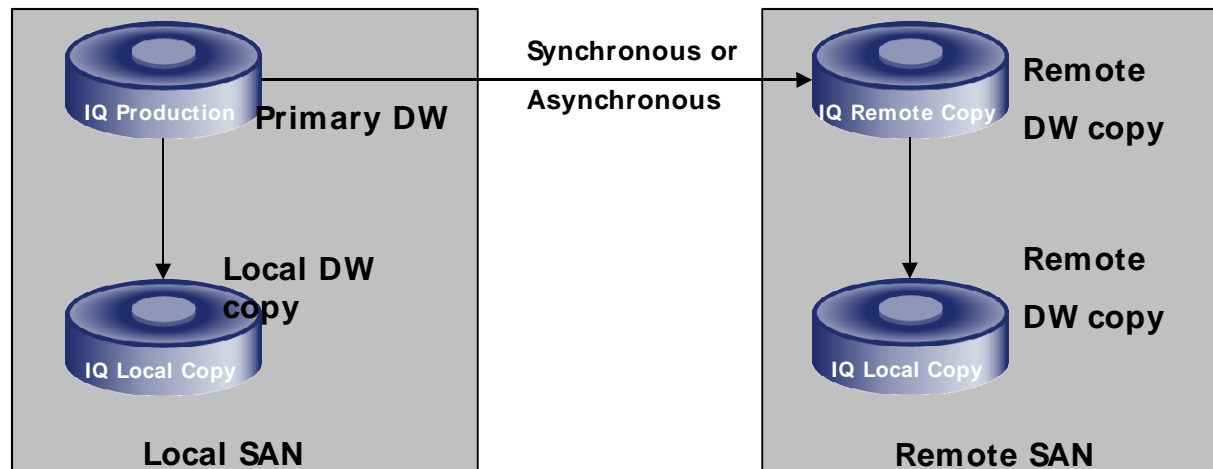 Synchronous or
Asynchronous
IQ Production
Primary DW
IQ Remote Copy
Remote
DW copy
Local DW
copy
IQ Local Copy
Remote
DW copy
IQ Local Copy
Local SAN
Remote SAN